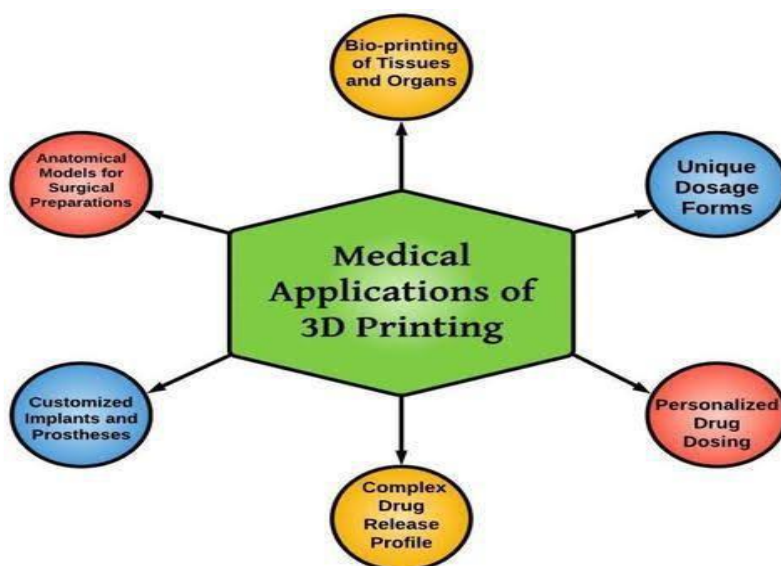 Bio-printing
of Tissues
and Organs
Anatomical
Models for
Surgical
Preparations
Unique
Dosage
Forms
Medical
Applications of
3D Printing
Customized
Implants and
Prostheses
Personalized
Drug
Dosing
Complex
Drug
Release
Profile